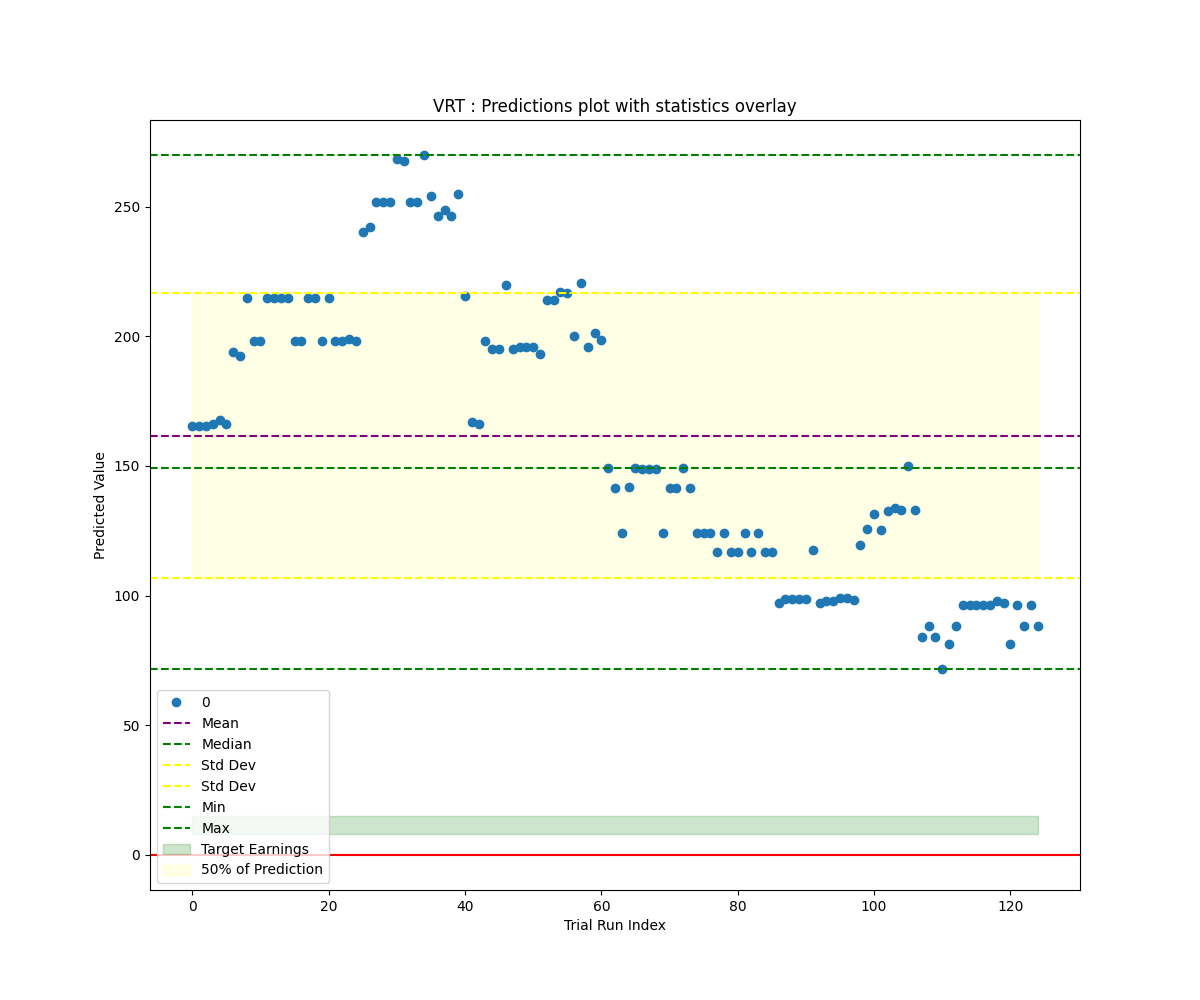 VRT : Predictions plot with statistics overlay
Predicted Value
250
200
150
100
50
0
0
Mean
Median
Std Dev
Std Dev
Min
Max
Target Earnings
50% of Prediction
0
20
40
60
80
100
120
Trial Run Index